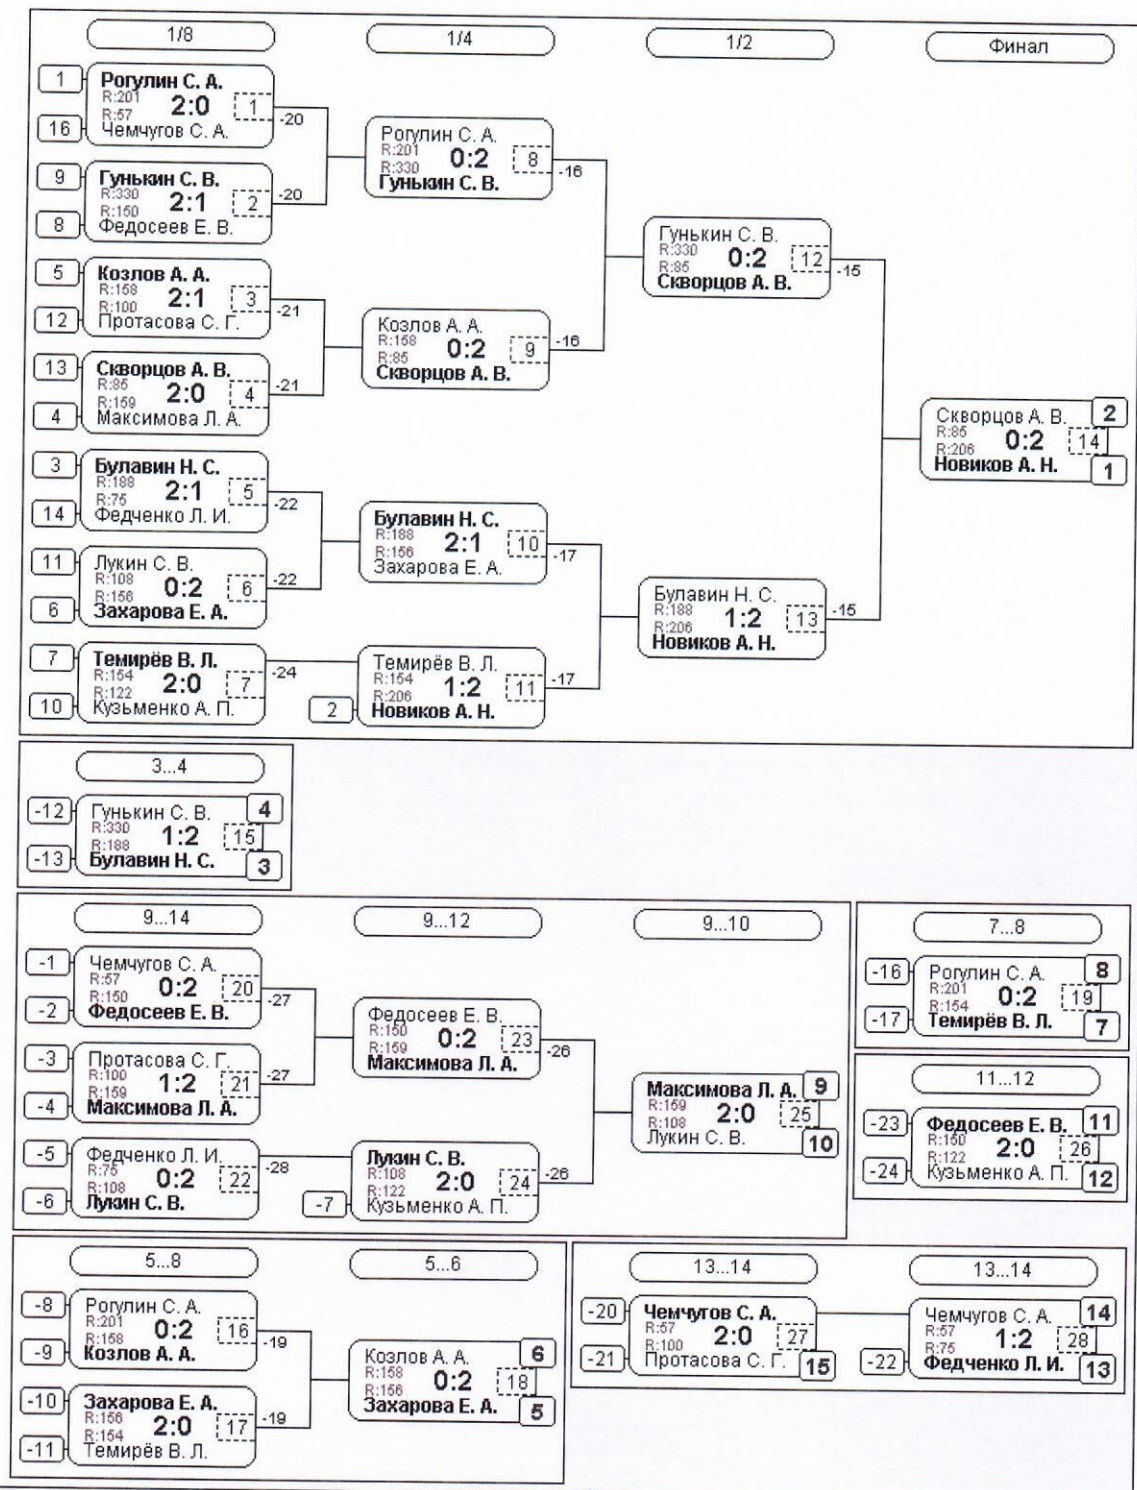 1/8
1/4
1/2
Финал
1 Рогулин С. А.
R:201 2:0 1 -20
R:57
16 Чемчугов С. А.
9 Гунькин С. В.
R:330 2:1 2 -20
R:150
8 Федосеев Е. В.
5 Козлов А. А.
R:158 2:1 3 -21
R:100
12 Протасова С. Г.
13 Скворцов А. В.
R:85 2:0 4 -21
R:159
4 Максимова Л. А.
3 Булавин Н. С.
R:188 2:1 5 -22
R:75
14 Федченко Л. И.
11 Лукин С. В.
R:108 0:2 6 -22
R:156
6 Захарова Е. А.
7 Темирёв В. Л.
R:154 2:0 7 -24
R:122
10 Кузьменко А. П.
Рогулин С. А.
R:201 0:2 8 -16
R:330
Гунькин С. В.
Козлов А. А.
R:158 0:2 9 -16
R:85
Скворцов А. В.
Булавин Н. С.
R:188 2:1 10 -17
R:156
Захарова Е. А.
Темирёв В. Л.
R:154 1:2 11 -17
R:206
2 Новиков А. Н.
Гунькин С. В.
R:330 0:2 12 -15
R:85
Скворцов А. В.
Булавин Н. С.
R:188 1:2 13 -15
R:206
Новиков А. Н.
Скворцов А. В. 2
R:85 0:2 14
R:206
Новиков А. Н. 1
3...4
-12 Гунькин С. В. 4
R:330 1:2 15
R:188
-13 Булавин Н. С. 3
9...14
9...12
9...10
-1 Чемчугов С. А.
R:57 0:2 20 -27
R:150
-2 Федосеев Е. В.
-3 Протасова С. Г.
R:100 1:2 21 -27
R:159
-4 Максимова Л. А.
-5 Федченко Л. И.
R:75 0:2 22 -28
R:108
-6 Лукин С. В.
Федосеев Е. В.
R:150 0:2 23 -26
R:159
Максимова Л. А.
Лукин С. В.
R:108 2:0 24 -26
R:122
-7 Кузьменко А. П.
Максимова Л. А. 9
R:159 2:0 25
R:108
Лукин С. В. 10
7...8
-16 Рогулин С. А. 8
R:201 0:2 19
R:154
-17 Темирёв В. Л. 7
11...12
-23 Федосеев Е. В. 11
R:150 2:0 26
R:122
-24 Кузьменко А. П. 12
5...8
5...6
-8 Рогулин С. А.
R:201 0:2 16 -19
R:158
-9 Козлов А. А.
-10 Захарова Е. А.
R:156 2:0 17 -19
R:154
-11 Темирёв В. Л.
Козлов А. А. 6
R:158 0:2 18
R:156
Захарова Е. А. 5
13...14
13...14
-20 Чемчугов С. А.
R:57 2:0 27
R:100
-21 Протасова С. Г. 15
Чемчугов С. А. 14
R:57 1:2 28
R:75
-22 Федченко Л. И. 13